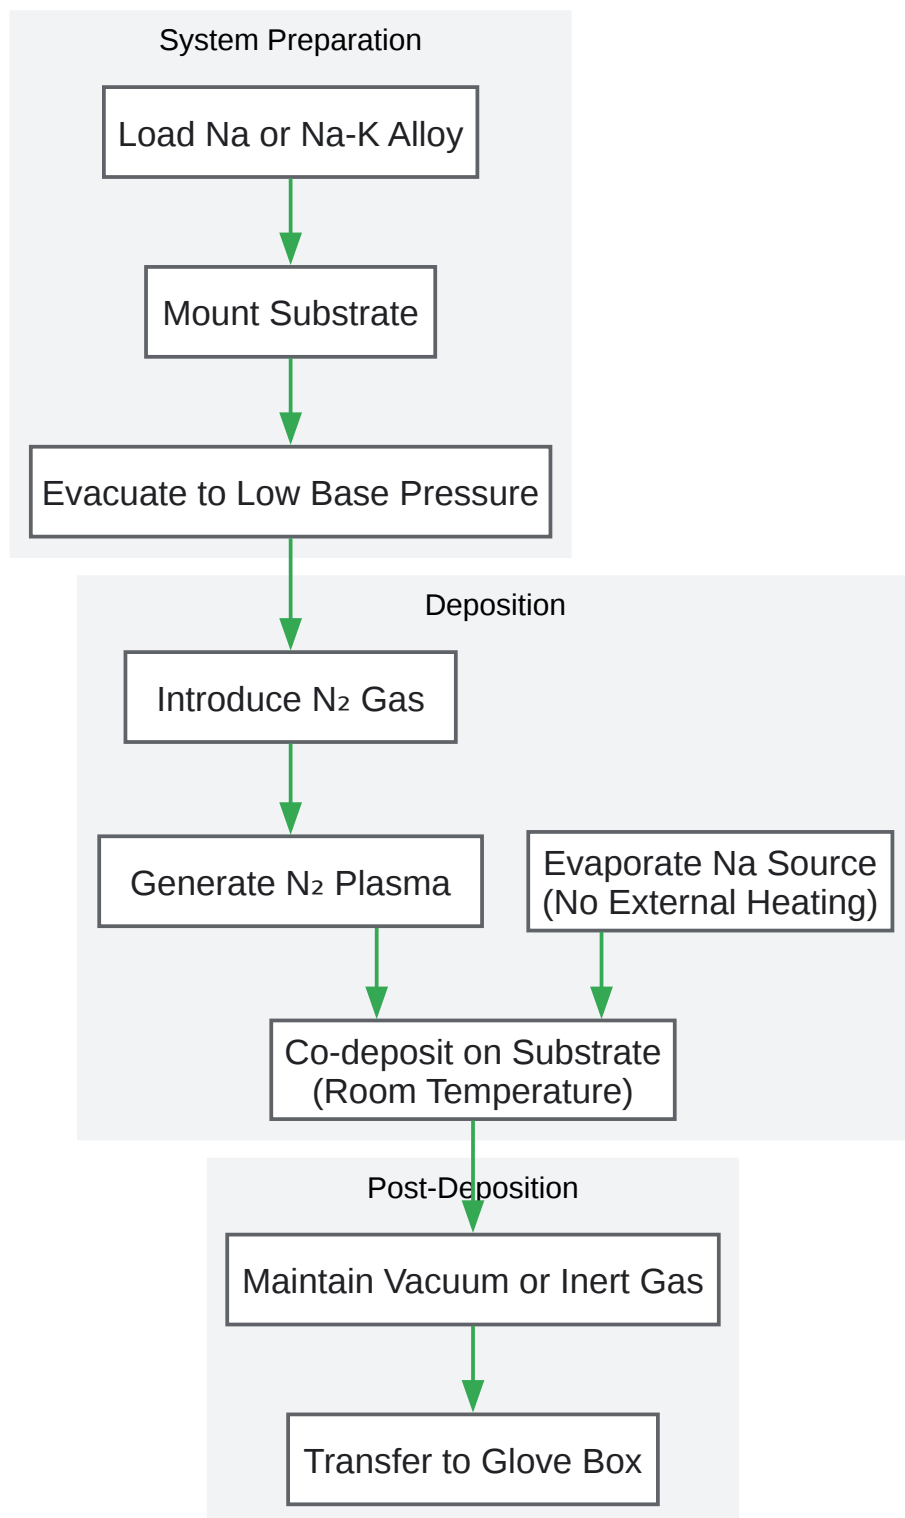 System Preparation
Load Na or Na-K Alloy
Mount Substrate
Evacuate to Low Base Pressure
Deposition
Introduce N₂ Gas
Generate N₂ Plasma
Evaporate Na Source
(No External Heating)
Co-deposit on Substrate
(Room Temperature)
Post-Deposition
Maintain Vacuum or Inert Gas
Transfer to Glove Box